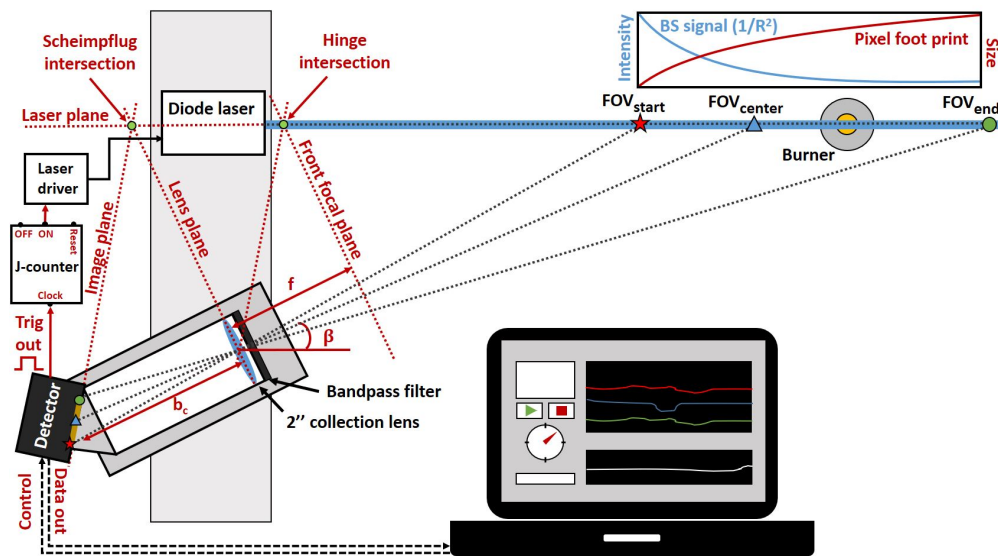 Scheimpflug
intersection
Hinge
intersection
Intensity
BS signal (1/R²)
Pixel foot print
Size
Laser plane
Diode laser
FOVstart
FOVcenter
FOVend
Burner
Laser
driver
OFF ON
Reset
J-counter
Clock
Image plane
Lens plane
Front focal plane
f
β
Trig
out
bc
Bandpass filter
2’’ collection lens
Detector
Control
Data out